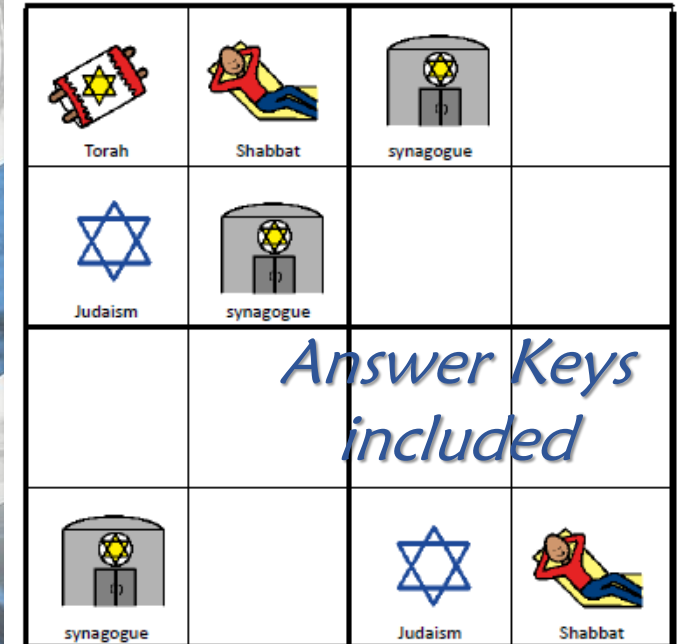 Torah
Shabbat
synagogue
Judaism
synagogue
Answer Keys
included
synagogue
Judaism
Shabbat